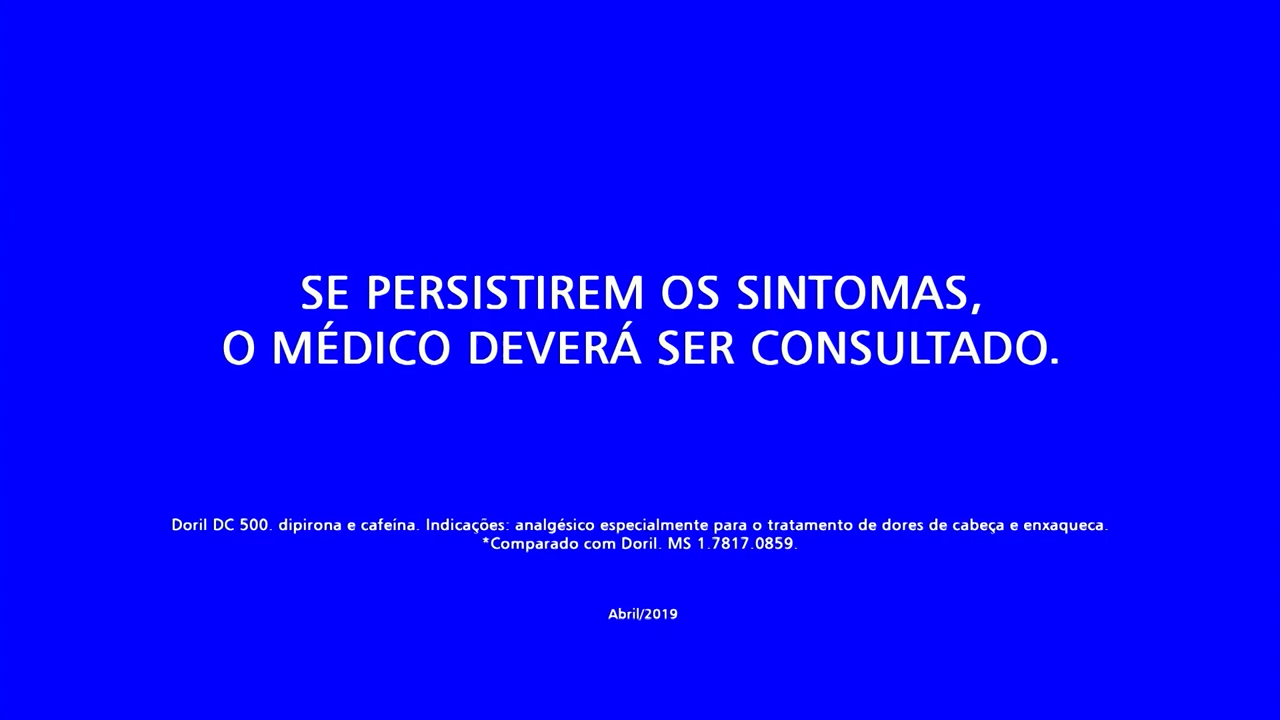 SE PERSISTIREM OS SINTOMAS,
O MÉDICO DEVERÁ SER CONSULTADO.
Doril DC 500. dipirona e cafeína. Indicações: analgésico especialmente para o tratamento de dores de cabeça e enxaqueca.
*Comparado com Doril. MS 1.7817.0859.
Abril/2019